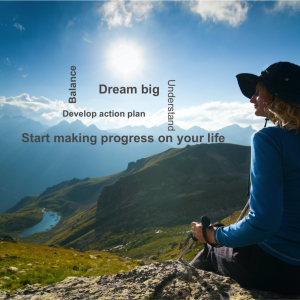 Balance
Dream big
Understand
Develop action plan
Start making progress on your life